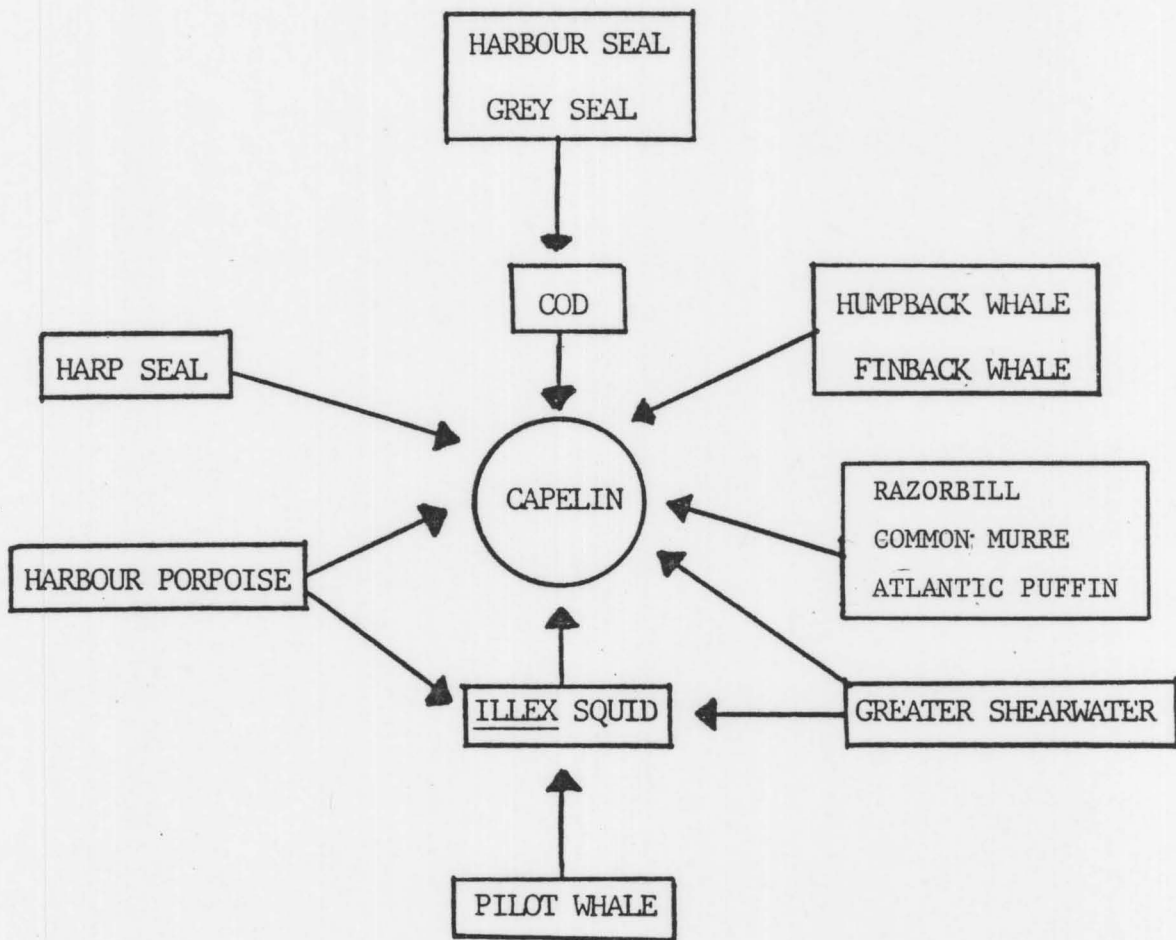 HARBOUR SEAL
GREY SEAL
COD
HUMPBACK WHALE
FINBACK WHALE
HARP SEAL
CAPELIN
RAZORBILL
COMMON MURRE
ATLANTIC PUFFIN
HARBOUR PORPOISE
ILLEX SQUID
GREATER SHEARWATER
PILOT WHALE